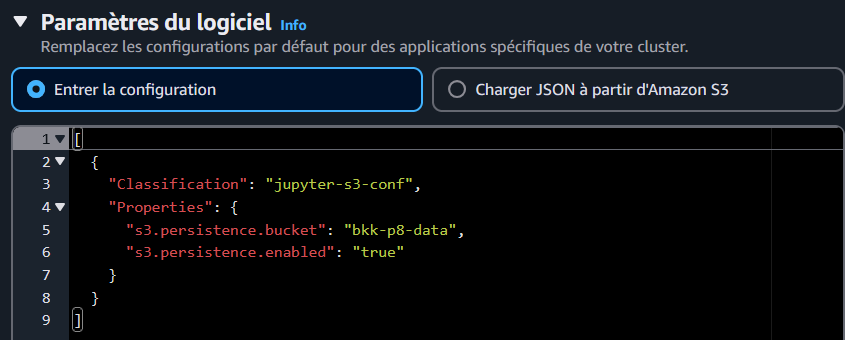 Paramètres du logiciel Info
Remplacez les configurations par défaut pour des applications spécifiques de votre cluster.
Entrer la configuration
Charger JSON à partir d'Amazon S3
1 [
2 {
3 "Classification": "jupyter-s3-conf",
4 "Properties": {
5 "s3.persistence.bucket": "bkk-p8-data",
6 "s3.persistence.enabled": "true"
7 }
8 }
9 ]